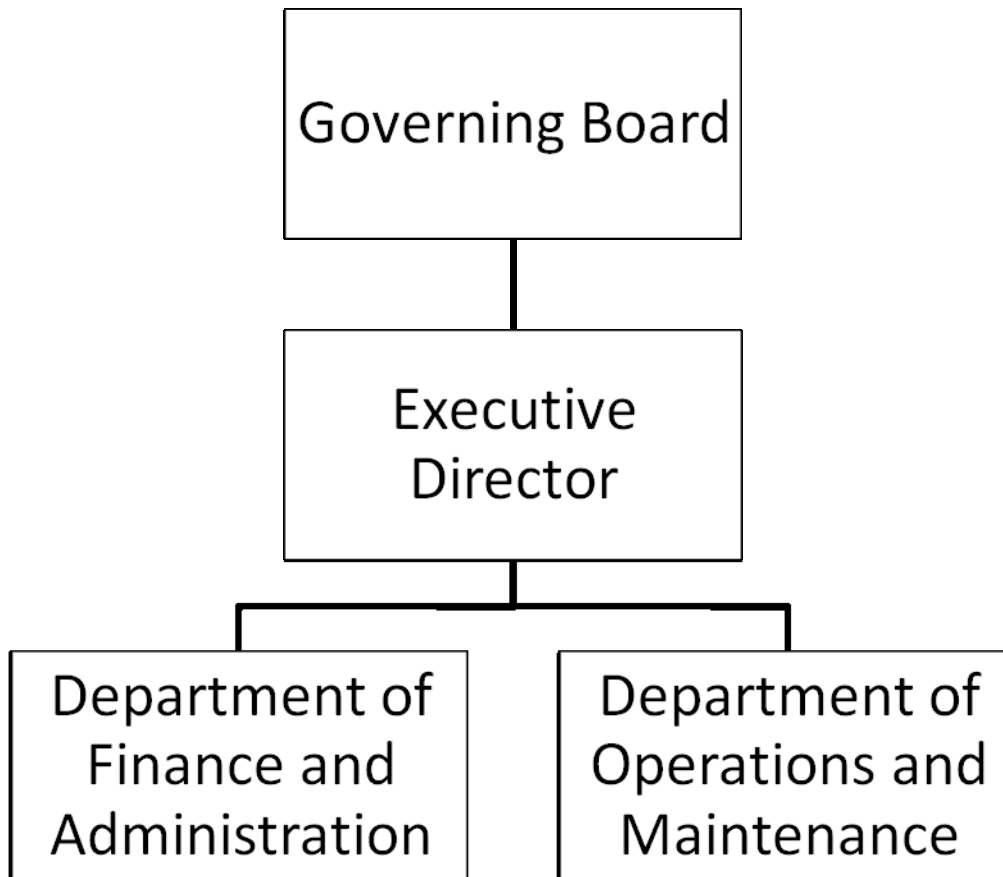 Governing Board
Executive
Director
Department of
Finance and
Administration
Department of
Operations and
Maintenance